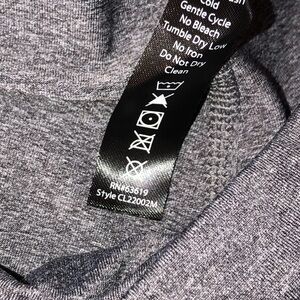 Cold
Gentle Cycle
No Bleach
Tumble Dry Low
No Iron
Do Not Dry
Clean
RN#63619
Style CL22002M